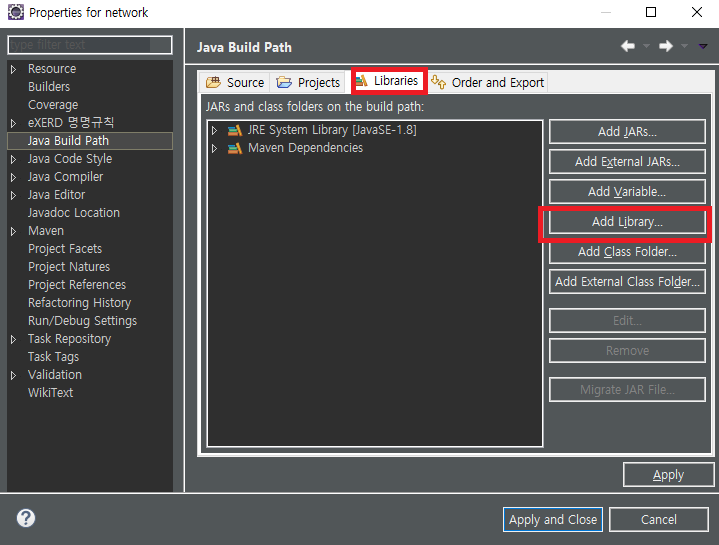 Properties for network
type filter text
Resource
Builders
Coverage
eXERD 명명규칙
Java Build Path
Java Code Style
Java Compiler
Java Editor
Javadoc Location
Maven
Project Facets
Project Natures
Project References
Refactoring History
Run/Debug Settings
Task Repository
Task Tags
Validation
WikiText
Java Build Path
Source Projects Libraries Order and Export
JARs and class folders on the build path:
JRE System Library [JavaSE-1.8]
Maven Dependencies
Add JARs...
Add External JARs...
Add Variable...
Add Library...
Add Class Folder...
Add External Class Folder...
Edit...
Remove
Migrate JAR File...
Apply
?
Apply and Close Cancel